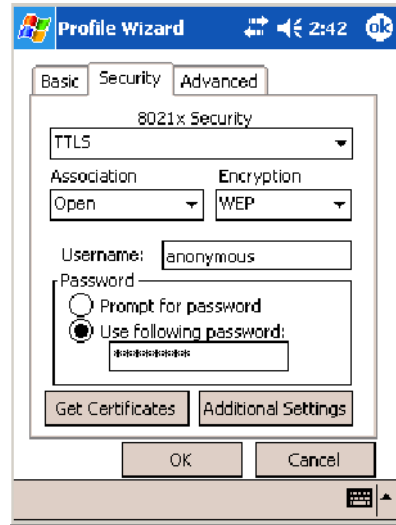 Profile Wizard 2:42 ok
Basic Security Advanced
8021x Security
TTLS
Association Encryption
Open WEP
Username: anonymous
Password
Prompt for password
Use following password:
*********
Get Certificates Additional Settings
OK Cancel